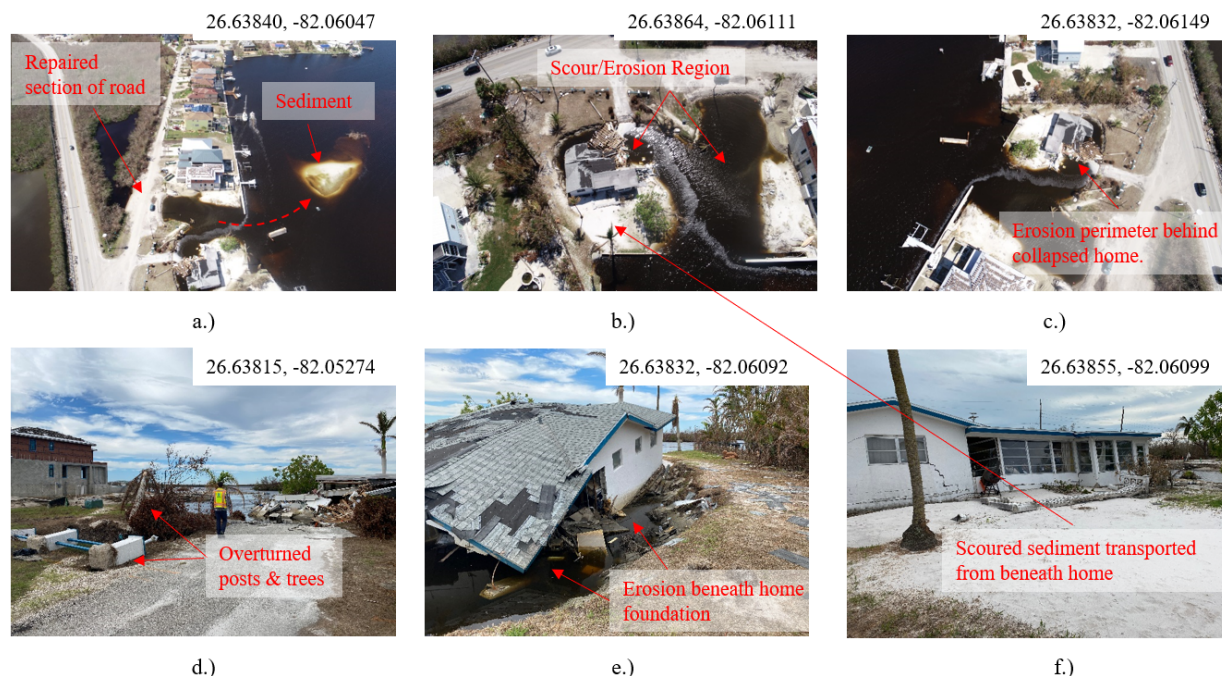 26.63840, -82.06047
26.63864, -82.06111
26.63832, -82.06149
Repaired
section of road
Sediment
Scour/Erosion Region
Erosion perimeter behind
collapsed home.
a.)
b.)
c.)
26.63815, -82.05274
26.63832, -82.06092
26.63855, -82.06099
Overturned
posts & trees
Erosion beneath home
foundation
Scoured sediment transported
from beneath home
d.)
e.)
f.)